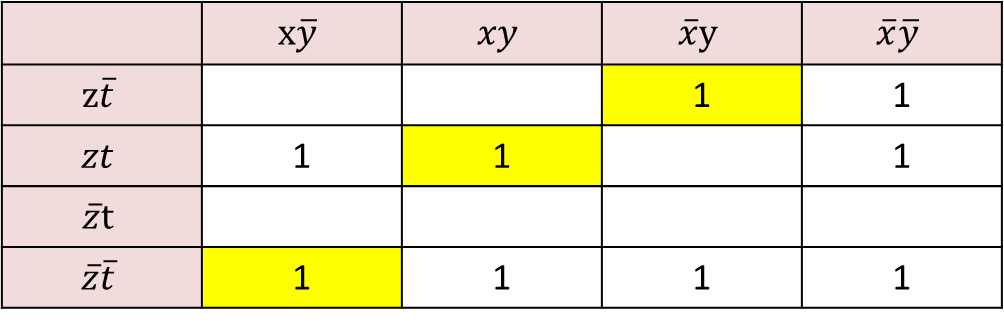 xȳ xy x̄y x̄ȳ
zt̄ 1 1
zt 1 1 1
z̄t
z̄t̄ 1 1 1 1